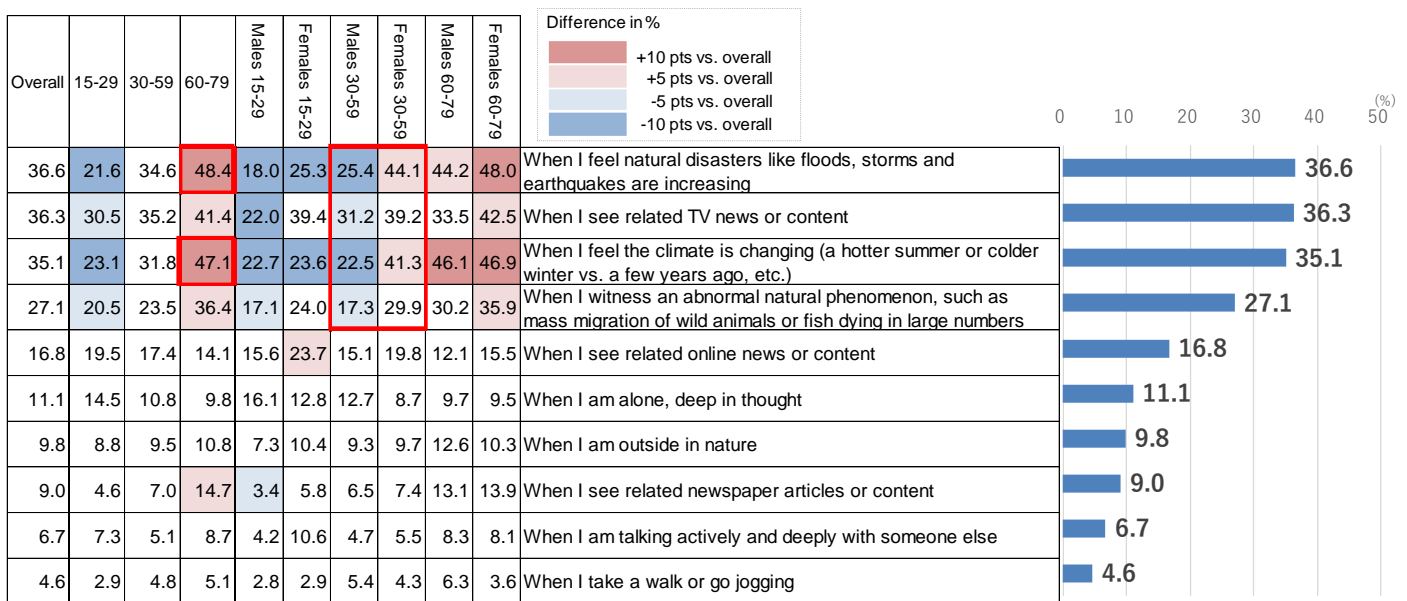 Difference in %
+10 pts vs. overall
+5 pts vs. overall
-5 pts vs. overall
-10 pts vs. overall
Overall 15-29 30-59 60-79 Males 15-29 Females 15-29 Males 30-59 Females 30-59 Males 60-79 Females 60-79
(%)
0 10 20 30 40 50
36.6 21.6 34.6 48.4 18.0 25.3 25.4 44.1 44.2 48.0 When I feel natural disasters like floods, storms and
earthquakes are increasing
36.6
36.3 30.5 35.2 41.4 22.0 39.4 31.2 39.2 33.5 42.5 When I see related TV news or content 36.3
35.1 23.1 31.8 47.1 22.7 23.6 22.5 41.3 46.1 46.9 When I feel the climate is changing (a hotter summer or colder
winter vs. a few years ago, etc.)
35.1
27.1 20.5 23.5 36.4 17.1 24.0 17.3 29.9 30.2 35.9 When I witness an abnormal natural phenomenon, such as
mass migration of wild animals or fish dying in large numbers
27.1
16.8 19.5 17.4 14.1 15.6 23.7 15.1 19.8 12.1 15.5 When I see related online news or content 16.8
11.1 14.5 10.8 9.8 16.1 12.8 12.7 8.7 9.7 9.5 When I am alone, deep in thought 11.1
9.8 8.8 9.5 10.8 7.3 10.4 9.3 9.7 12.6 10.3 When I am outside in nature 9.8
9.0 4.6 7.0 14.7 3.4 5.8 6.5 7.4 13.1 13.9 When I see related newspaper articles or content 9.0
6.7 7.3 5.1 8.7 4.2 10.6 4.7 5.5 8.3 8.1 When I am talking actively and deeply with someone else 6.7
4.6 2.9 4.8 5.1 2.8 2.9 5.4 4.3 6.3 3.6 When I take a walk or go jogging 4.6